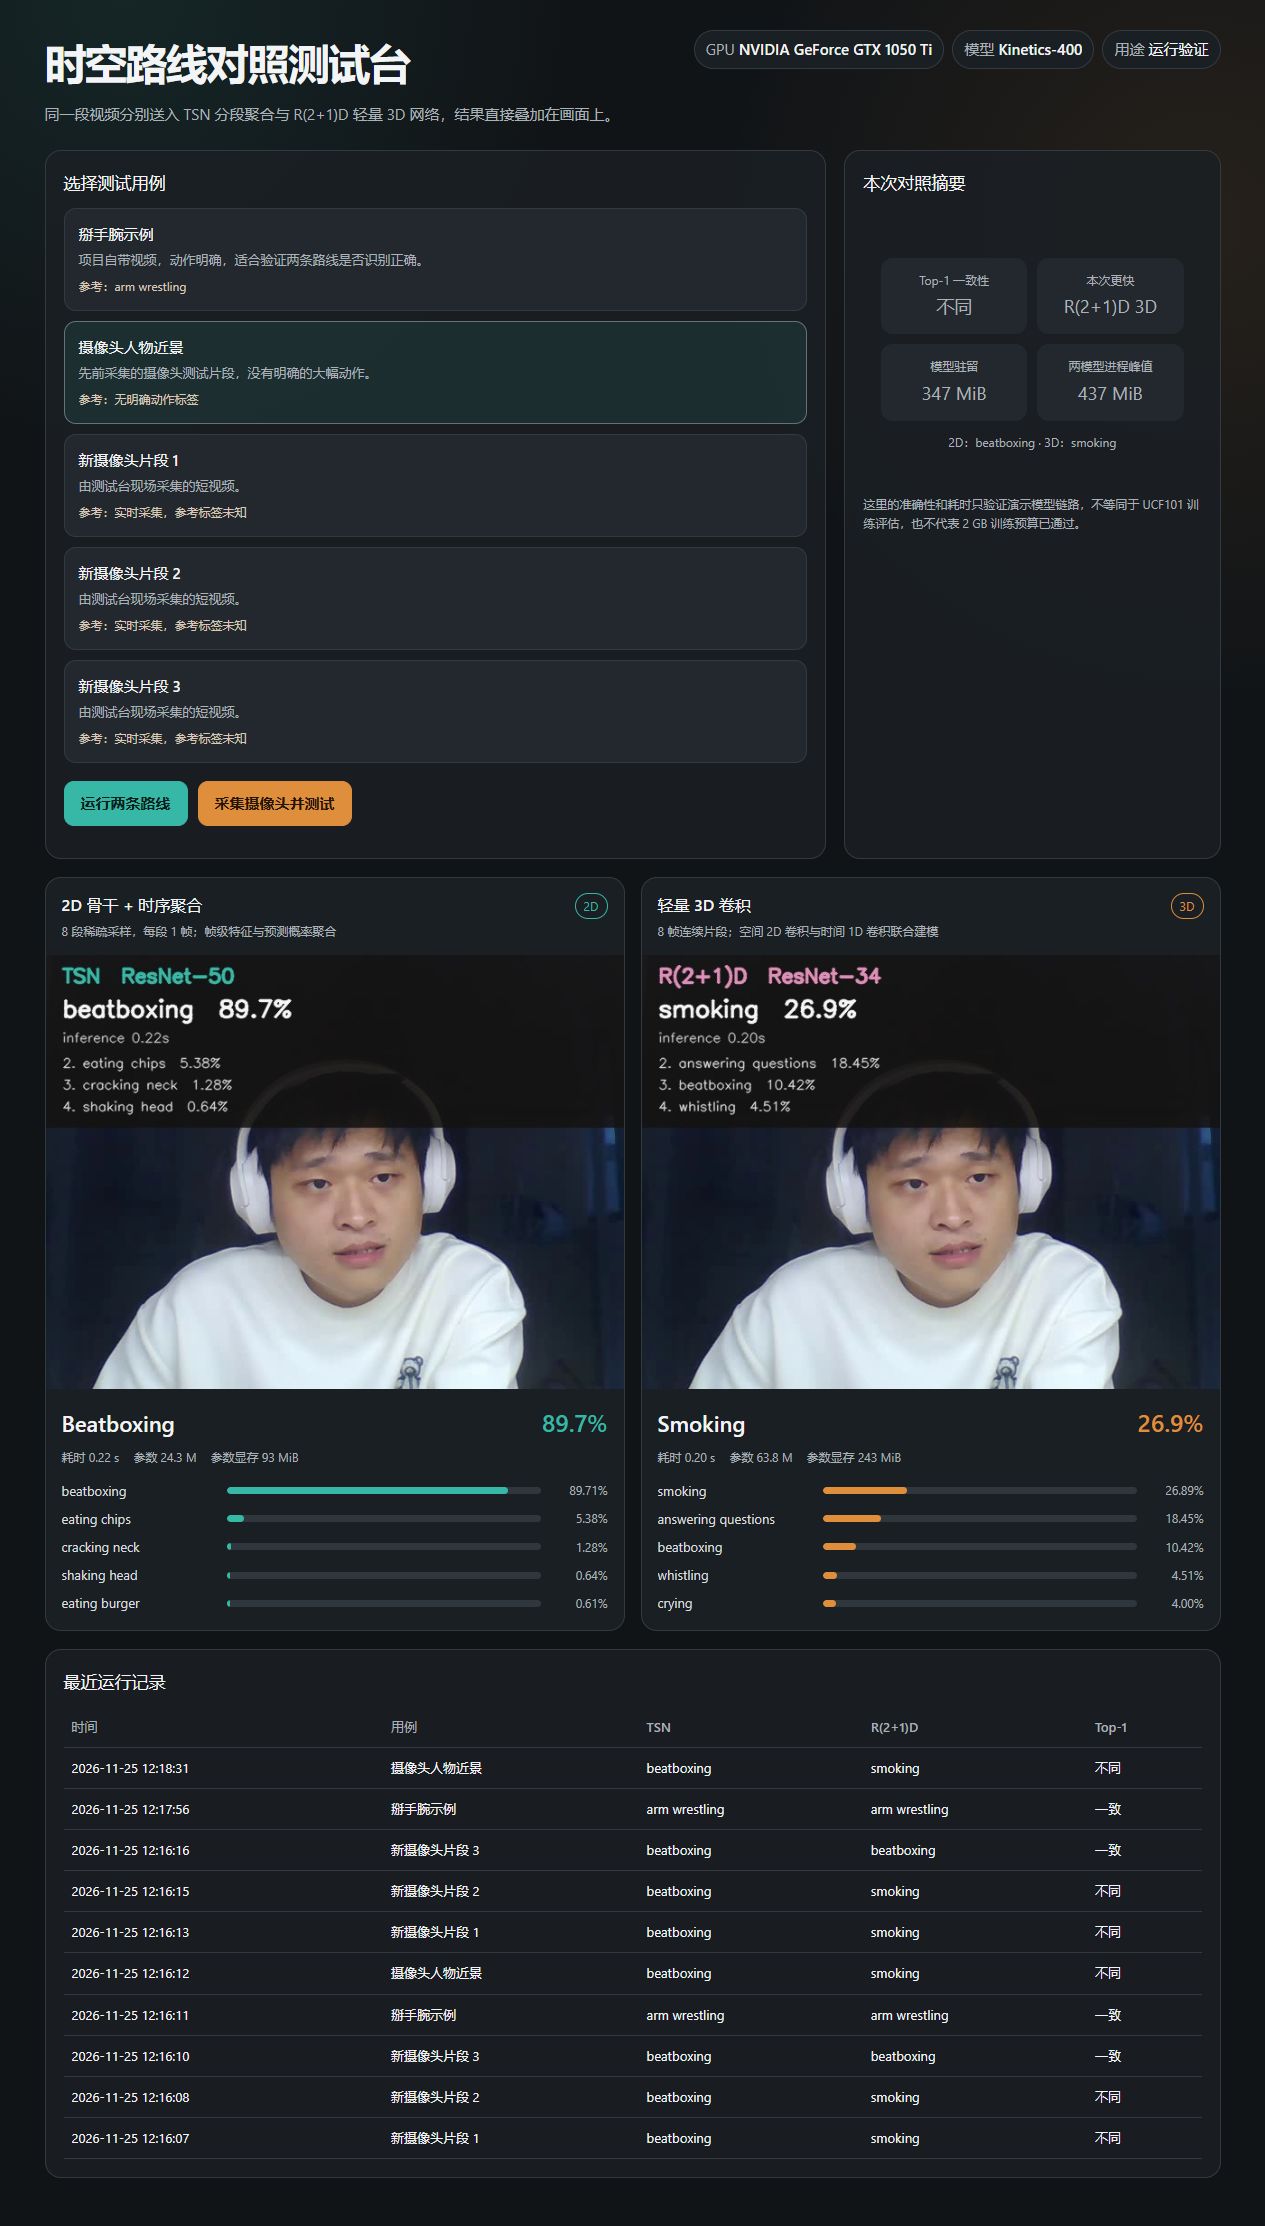 时空路线对照测试台
GPU NVIDIA GeForce GTX 1050 Ti
模型 Kinetics-400
用途 运行验证
同一段视频分别送入 TSN 分段聚合与 R(2+1)D 轻量 3D 网络，结果直接叠加在画面上。
选择测试用例
掰手腕示例
项目自带视频，动作明确，适合验证两条路线是否识别正确。
参考：arm wrestling
摄像头人物近景
先前采集的摄像头测试片段，没有明确的大幅动作。
参考：无明确动作标签
新摄像头片段 1
由测试台现场采集的短视频。
参考：实时采集，参考标签未知
新摄像头片段 2
由测试台现场采集的短视频。
参考：实时采集，参考标签未知
新摄像头片段 3
由测试台现场采集的短视频。
参考：实时采集，参考标签未知
运行两条路线
采集摄像头并测试
本次对照摘要
Top-1 一致性
不同
本次更快
R(2+1)D 3D
模型驻留
347 MiB
两模型进程峰值
437 MiB
2D：beatboxing · 3D：smoking
这里的准确性和耗时只验证演示模型链路，不等同于 UCF101 训
练评估，也不代表 2 GB 训练预算已通过。
2D 骨干 + 时序聚合
2D
8 段稀疏采样，每段 1 帧；帧级特征与预测概率聚合
TSN ResNet-50
beatboxing 89.7%
inference 0.22s
2. eating chips 5.38%
3. cracking neck 1.28%
4. shaking head 0.64%
Beatboxing 89.7%
耗时 0.22 s 参数 24.3 M 参数显存 93 MiB
beatboxing 89.71%
eating chips 5.38%
cracking neck 1.28%
shaking head 0.64%
eating burger 0.61%
轻量 3D 卷积
3D
8 帧连续片段；空间 2D 卷积与时间 1D 卷积联合建模
R(2+1)D ResNet-34
smoking 26.9%
inference 0.20s
2. answering questions 18.45%
3. beatboxing 10.42%
4. whistling 4.51%
Smoking 26.9%
耗时 0.20 s 参数 63.8 M 参数显存 243 MiB
smoking 26.89%
answering questions 18.45%
beatboxing 10.42%
whistling 4.51%
crying 4.00%
最近运行记录
时间 用例 TSN R(2+1)D Top-1
2026-11-25 12:18:31 摄像头人物近景 beatboxing smoking 不同
2026-11-25 12:17:56 掰手腕示例 arm wrestling arm wrestling 一致
2026-11-25 12:16:16 新摄像头片段 3 beatboxing beatboxing 一致
2026-11-25 12:16:15 新摄像头片段 2 beatboxing smoking 不同
2026-11-25 12:16:13 新摄像头片段 1 beatboxing smoking 不同
2026-11-25 12:16:12 摄像头人物近景 beatboxing smoking 不同
2026-11-25 12:16:11 掰手腕示例 arm wrestling arm wrestling 一致
2026-11-25 12:16:10 新摄像头片段 3 beatboxing beatboxing 一致
2026-11-25 12:16:08 新摄像头片段 2 beatboxing smoking 不同
2026-11-25 12:16:07 新摄像头片段 1 beatboxing smoking 不同